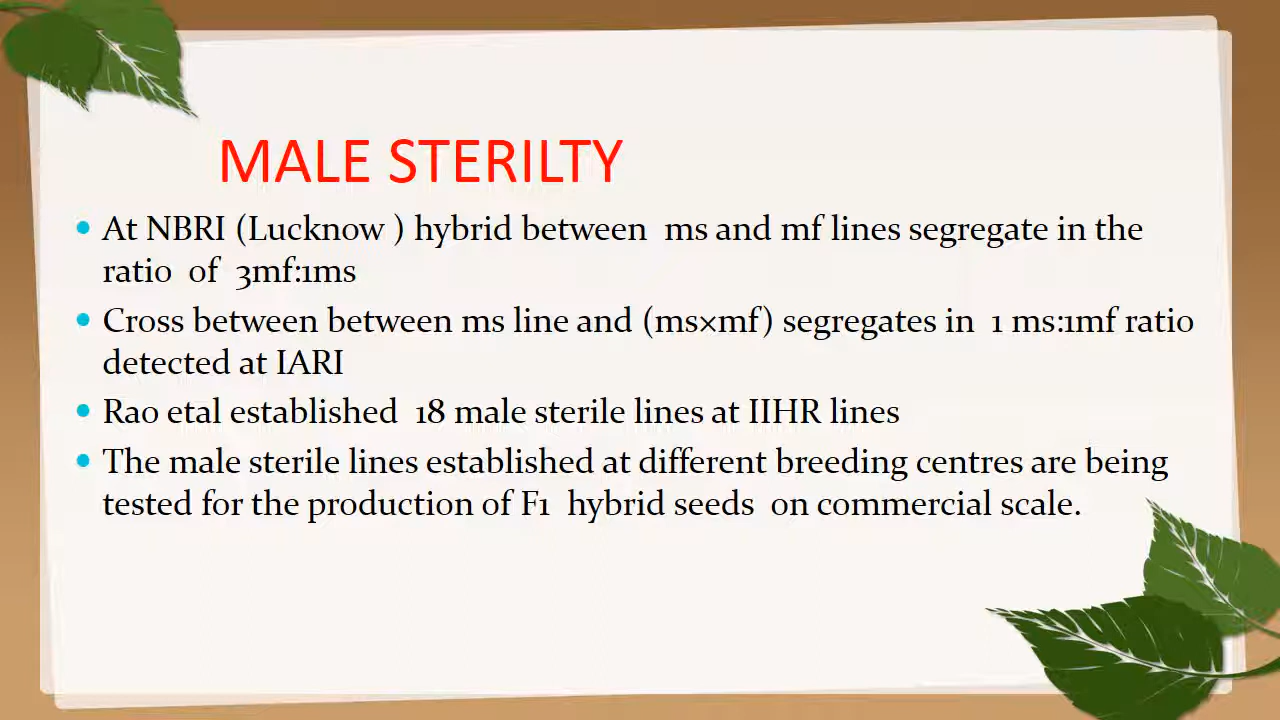 MALE STERILTY
• At NBRI (Lucknow ) hybrid between  ms and mf lines segregate in the
ratio  of  3mf:1ms
• Cross between between ms line and (ms×mf) segregates in  1 ms:1mf ratio
detected at IARI
• Rao etal established  18 male sterile lines at IIHR lines
• The male sterile lines established at different breeding centres are being
tested for the production of F1  hybrid seeds  on commercial scale.